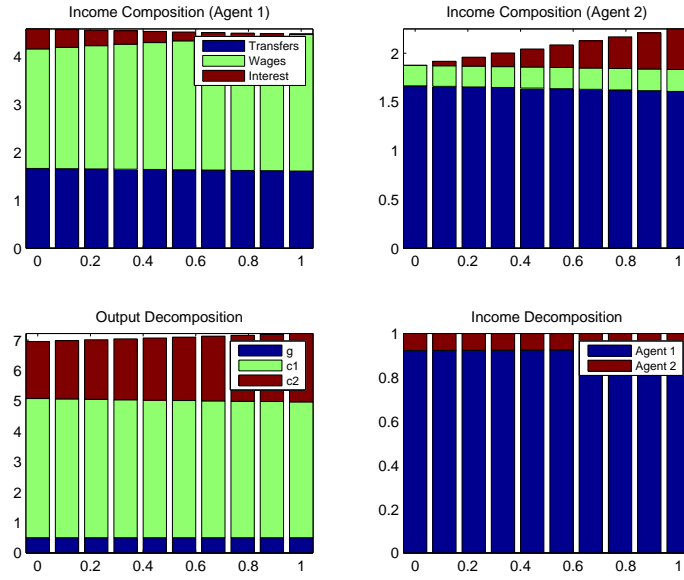 Income Composition (Agent 1)
4
3
2
1
0
0 0.2 0.4 0.6 0.8 1
Transfers
Wages
Interest
Income Composition (Agent 2)
2
1.5
1
0.5
0
0 0.2 0.4 0.6 0.8 1
Output Decomposition
7
6
5
4
3
2
1
0
0 0.2 0.4 0.6 0.8 1
g
c1
c2
Income Decomposition
1
0.8
0.6
0.4
0.2
0
0 0.2 0.4 0.6 0.8 1
Agent 1
Agent 2